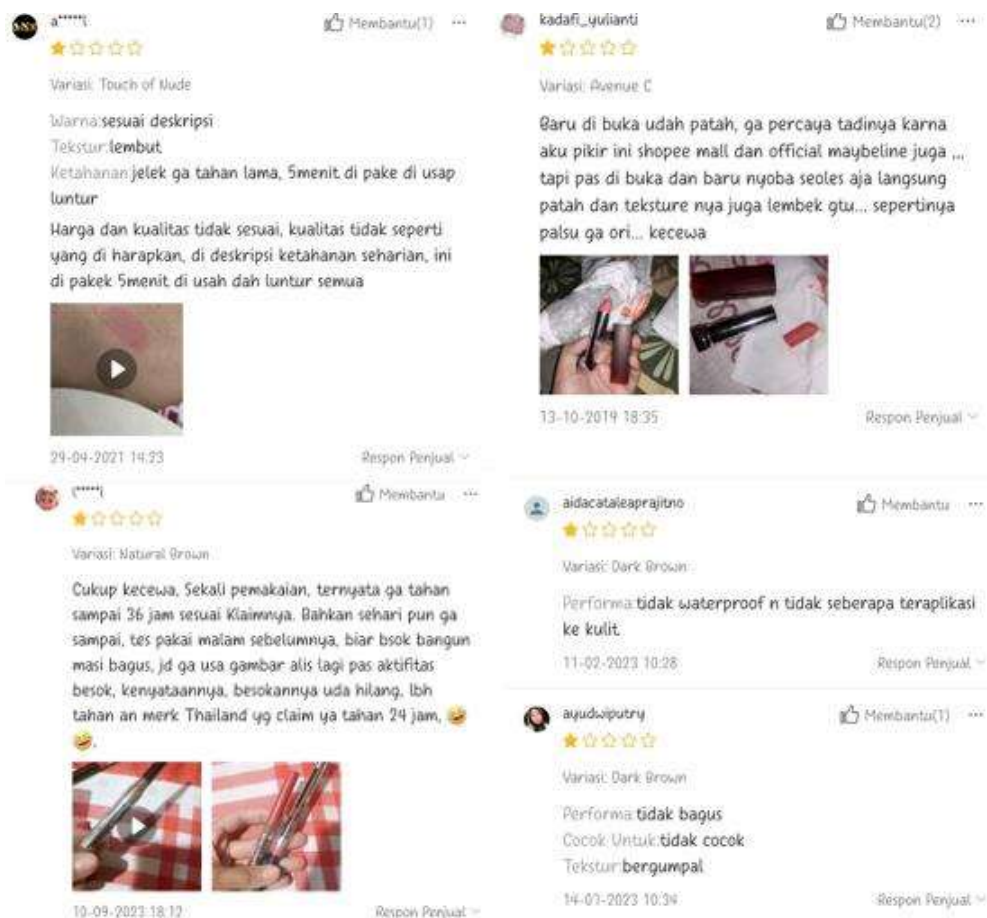 a*****i
Membantu(1)
Variasi: Touch of Nude
Warna:sesuai deskripsi
Tekstur:lembut
Ketahanan:jelek ga tahan lama, 5menit di pake di usap
luntur
Harga dan kualitas tidak sesuai, kualitas tidak seperti
yang di harapkan, di deskripsi ketahanan seharian, ini
di pakek 5menit di usah dah luntur semua
29-04-2021 14:23
Respon Penjual
kadafi_yulianti
Membantu(2)
Variasi: Avenue C
Baru di buka udah patah, ga percaya tadinya karna
aku pikir ini shopee mall dan official maybeline juga ,,,
tapi pas di buka dan baru nyoba seoles aja langsung
patah dan teksture nya juga lembek gtu... sepertinya
palsu ga ori... kecewa
13-10-2019 18:35
Respon Penjual
Membantu
Variasi: Natural Brown
Cukup kecewa, Sekali pemakaian, ternyata ga tahan
sampai 36 jam sesuai Klaimnya. Bahkan sehari pun ga
sampai, tes pakai malam sebelumnya, biar bsok bangun
masi bagus, jd ga usa gambar alis lagi pas aktifitas
besok, kenyataannya, besokannya uda hilang, lbh
tahan an merk Thailand yg claim ya tahan 24 jam, 🤣
🤣.
10-09-2023 18:12
Respon Penjual
aidacataleaprajitno
Membantu
Variasi: Dark Brown
Performa:tidak waterproof n tidak seberapa teraplikasi
ke kulit
11-02-2023 10:28
Respon Penjual
ayudwiputry
Membantu(1)
Variasi: Dark Brown
Performa:tidak bagus
Cocok Untuk:tidak cocok
Tekstur:bergumpal
Respon Penjual